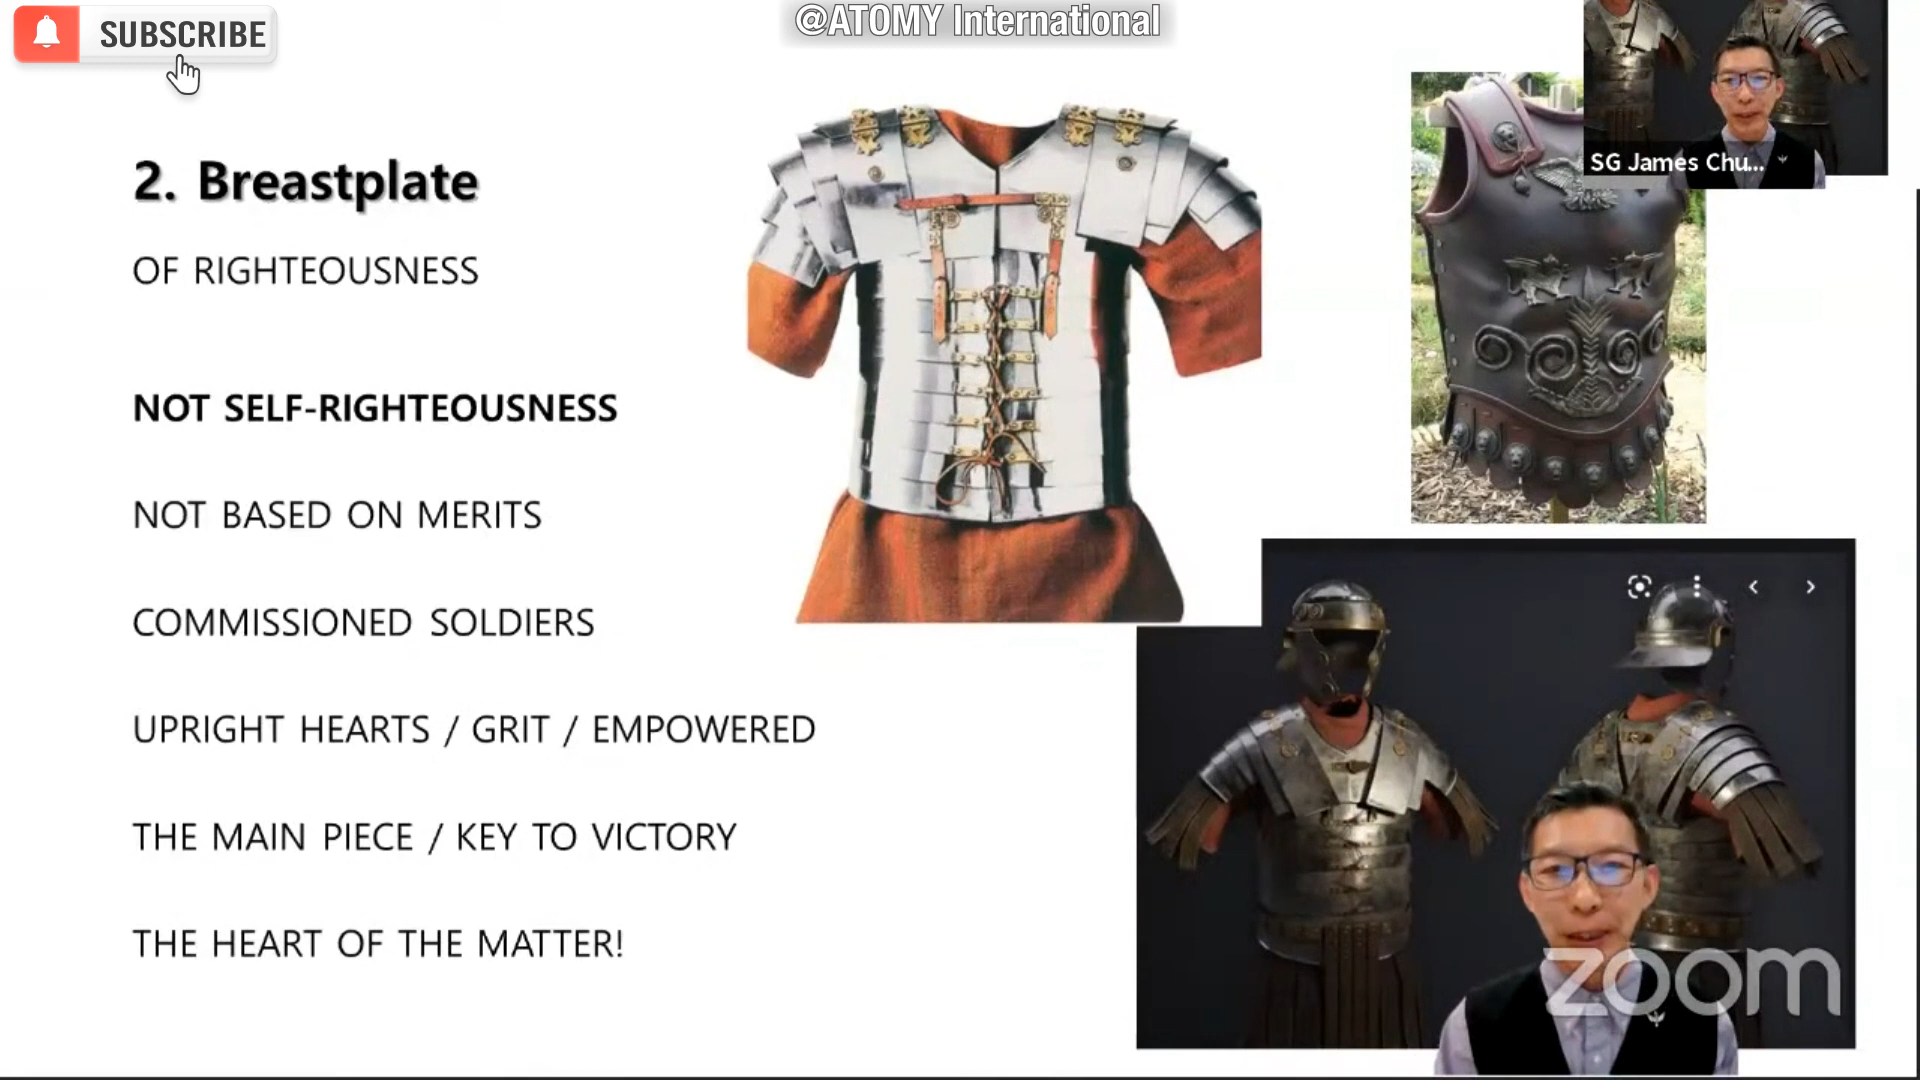 SUBSCRIBE
@ATOMY International
SG James Chu...
2. Breastplate
OF RIGHTEOUSNESS
NOT SELF-RIGHTEOUSNESS
NOT BASED ON MERITS
COMMISSIONED SOLDIERS
UPRIGHT HEARTS / GRIT / EMPOWERED
THE MAIN PIECE / KEY TO VICTORY
THE HEART OF THE MATTER!
zoom